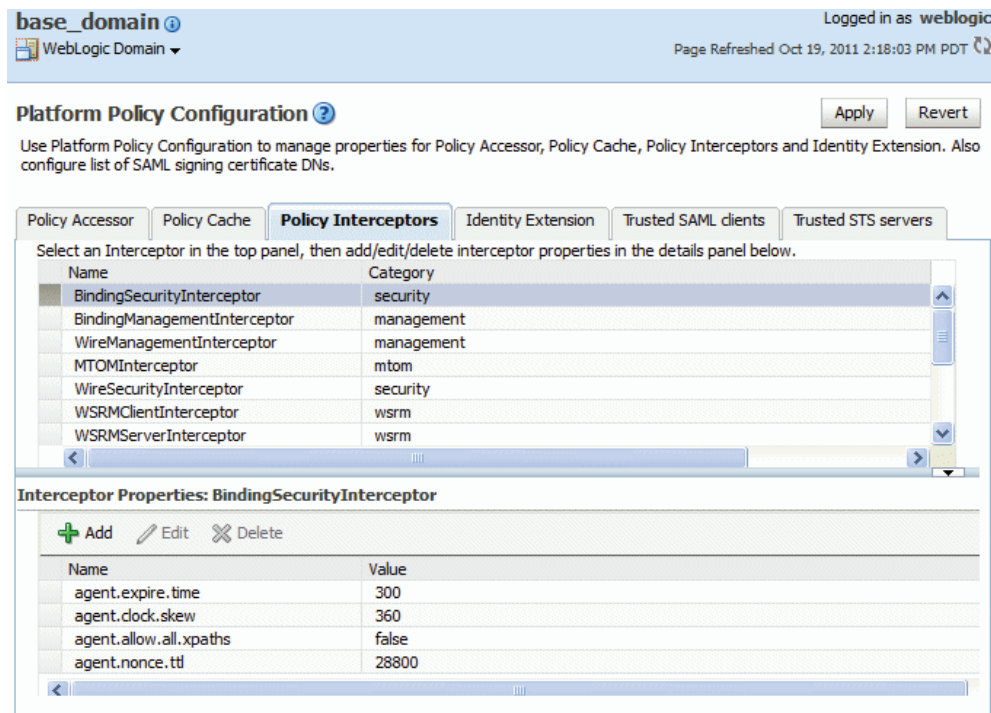 base_domain
Logged in as weblogic
WebLogic Domain
Page Refreshed Oct 19, 2011 2:18:03 PM PDT
Platform Policy Configuration
Apply Revert
Use Platform Policy Configuration to manage properties for Policy Accessor, Policy Cache, Policy Interceptors and Identity Extension. Also
configure list of SAML signing certificate DNs.
Policy Accessor Policy Cache Policy Interceptors Identity Extension Trusted SAML clients Trusted STS servers
Select an Interceptor in the top panel, then add/edit/delete interceptor properties in the details panel below.
Name Category
BindingSecurityInterceptor security
BindingManagementInterceptor management
WireManagementInterceptor management
MTOMInterceptor mtom
WireSecurityInterceptor security
WSRMClientInterceptor wsrm
WSRMServerInterceptor wsrm
Interceptor Properties: BindingSecurityInterceptor
Add Edit Delete
Name Value
agent.expire.time 300
agent.clock.skew 360
agent.allow.all.xpaths false
agent.nonce.ttl 28800